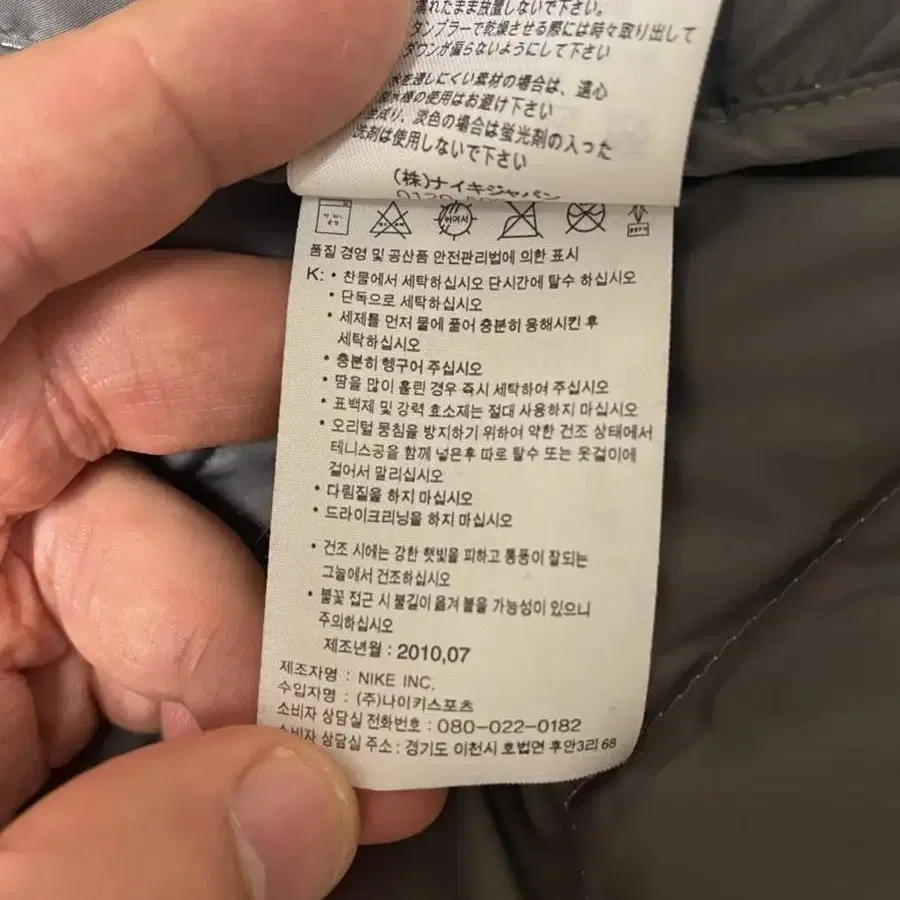 濡れたまま放置しないで下さい。
タンブラーで乾燥させる際には時々取り出して
ダウンが偏らないようにして下さい
水を通しにくい素材の場合は、遠心
脱水機の使用はお避け下さい
生成り、淡色の場合は蛍光剤の入った
洗剤は使用しないで下さい
(株)ナイキジャパン
0120
뉘어서
품질 경영 및 공산품 안전관리법에 의한 표시
K: • 찬물에서 세탁하십시오 단시간에 탈수 하십시오
• 단독으로 세탁하십시오
• 세제를 먼저 물에 풀어 충분히 용해시킨 후
세탁하십시오
• 충분히 헹구어 주십시오
• 땀을 많이 흘린 경우 즉시 세탁하여 주십시오
• 표백제 및 강력 효소제는 절대 사용하지 마십시오
• 오리털 뭉침을 방지하기 위하여 약한 건조 상태에서
테니스공을 함께 넣은후 따로 탈수 또는 옷걸이에
걸어서 말리십시오
• 다림질을 하지 마십시오
• 드라이크리닝을 하지 마십시오
• 건조 시에는 강한 햇빛을 피하고 통풍이 잘되는
그늘에서 건조하십시오
• 불꽃 접근 시 불길이 옮겨 붙을 가능성이 있으니
주의하십시오
제조년월 : 2010,07
제조자명 : NIKE INC.
수입자명 : (주)나이키스포츠
소비자 상담실 전화번호 : 080-022-0182
소비자 상담실 주소 : 경기도 이천시 호법면 후안3리 68